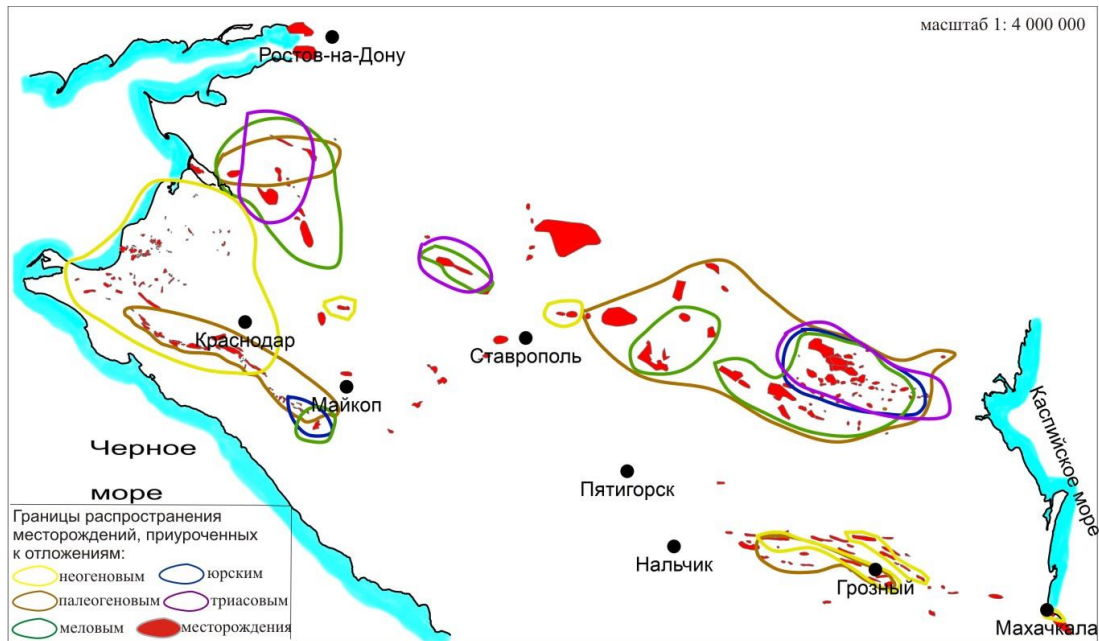 масштаб 1: 4 000 000
Ростов-на-Дону
Краснодар
Ставрополь
Майкоп
Черное
море
Каспийское море
Пятигорск
Нальчик
Грозный
Махачкала
Границы распространения
месторождений, приуроченных
к отложениям:
неогеновым
юрским
палеогеновым
триасовым
меловым
месторождения